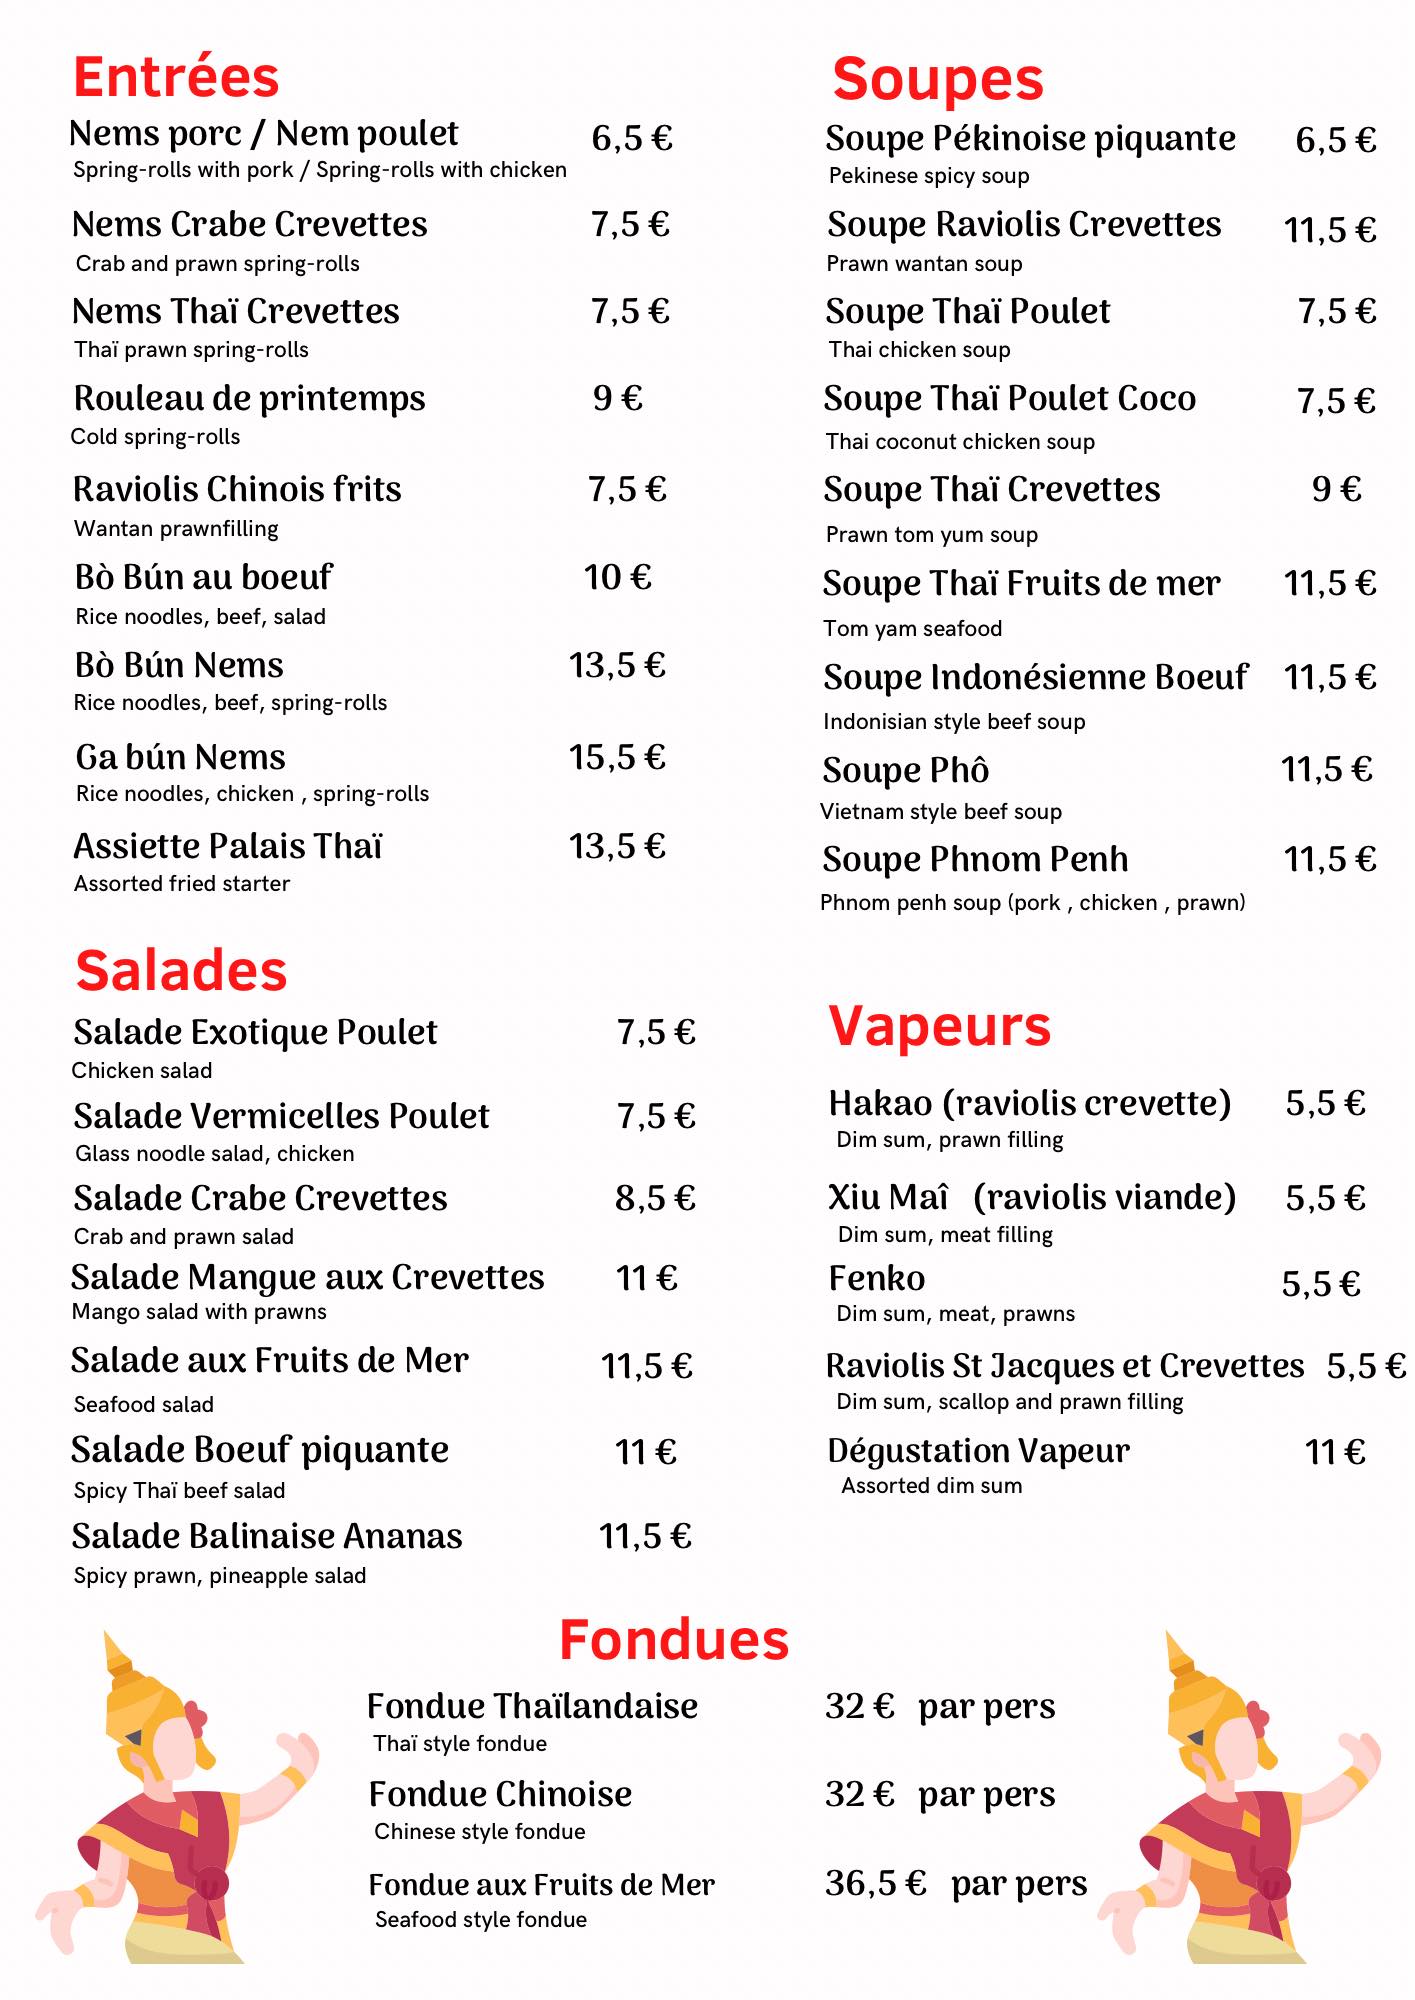 Entrées
Nems porc / Nem poulet 6,5 €
Spring-rolls with pork / Spring-rolls with chicken
Nems Crabe Crevettes 7,5 €
Crab and prawn spring-rolls
Nems Thaï Crevettes 7,5 €
Thaï prawn spring-rolls
Rouleau de printemps 9 €
Cold spring-rolls
Raviolis Chinois frits 7,5 €
Wantan prawnfilling
Bò Bún au boeuf 10 €
Rice noodles, beef, salad
Bò Bún Nems 13,5 €
Rice noodles, beef, spring-rolls
Ga bún Nems 15,5 €
Rice noodles, chicken , spring-rolls
Assiette Palais Thaï 13,5 €
Assorted fried starter
Salades
Salade Exotique Poulet 7,5 €
Chicken salad
Salade Vermicelles Poulet 7,5 €
Glass noodle salad, chicken
Salade Crabe Crevettes 8,5 €
Crab and prawn salad
Salade Mangue aux Crevettes 11 €
Mango salad with prawns
Salade aux Fruits de Mer 11,5 €
Seafood salad
Salade Boeuf piquante 11 €
Spicy Thaï beef salad
Salade Balinaise Ananas 11,5 €
Spicy prawn, pineapple salad
Soupes
Soupe Pékinoise piquante 6,5 €
Pekinese spicy soup
Soupe Raviolis Crevettes 11,5 €
Prawn wantan soup
Soupe Thaï Poulet 7,5 €
Thai chicken soup
Soupe Thaï Poulet Coco 7,5 €
Thai coconut chicken soup
Soupe Thaï Crevettes 9 €
Prawn tom yum soup
Soupe Thaï Fruits de mer 11,5 €
Tom yam seafood
Soupe Indonésienne Boeuf 11,5 €
Indonisian style beef soup
Soupe Phô 11,5 €
Vietnam style beef soup
Soupe Phnom Penh 11,5 €
Phnom penh soup (pork , chicken , prawn)
Vapeurs
Hakao (raviolis crevette) 5,5 €
Dim sum, prawn filling
Xiu Maî (raviolis viande) 5,5 €
Dim sum, meat filling
Fenko 5,5 €
Dim sum, meat, prawns
Raviolis St Jacques et Crevettes 5,5 €
Dim sum, scallop and prawn filling
Dégustation Vapeur 11 €
Assorted dim sum
Fondues
Fondue Thaïlandaise 32 € par pers
Thaï style fondue
Fondue Chinoise 32 € par pers
Chinese style fondue
Fondue aux Fruits de Mer 36,5 € par pers
Seafood style fondue